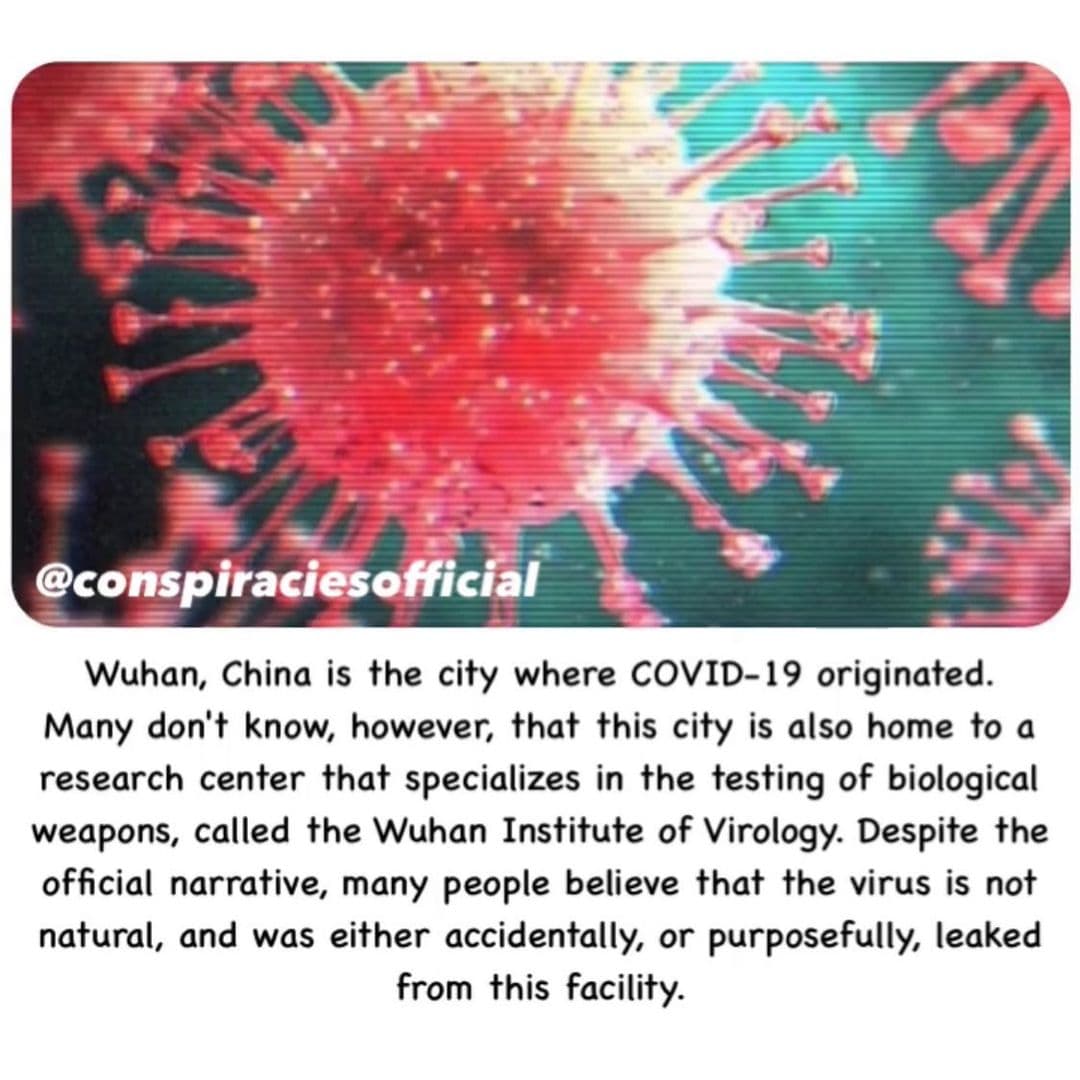 @conspiraciesofficial
Wuhan, China is the city where COVID-19 originated.
Many don't know, however, that this city is also home to a
research center that specializes in the testing of biological
weapons, called the Wuhan Institute of Virology. Despite the
official narrative, many people believe that the virus is not
natural, and was either accidentally, or purposefully, leaked
from this facility.